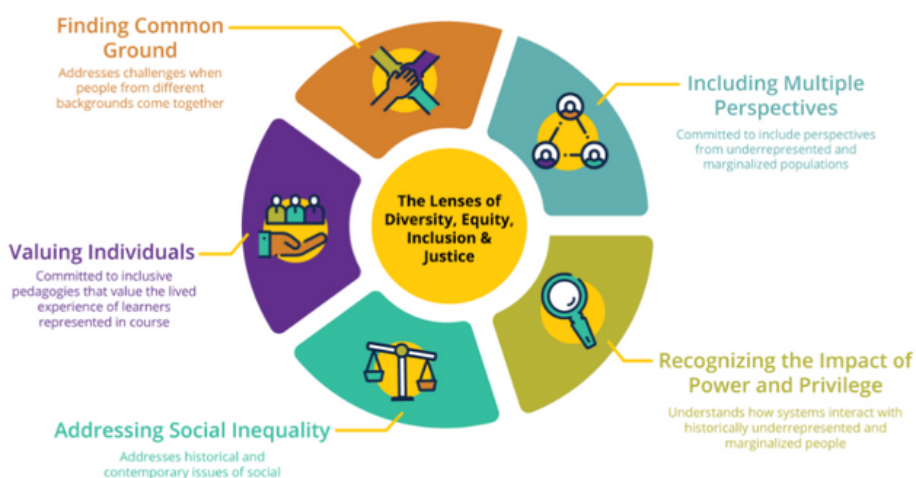 Finding Common
Ground
Addresses challenges when
people from different
backgrounds come together
Including Multiple
Perspectives
Committed to include perspectives
from underrepresented and
marginalized populations
The Lenses of
Diversity, Equity,
Inclusion &
Justice
Valuing Individuals
Committed to inclusive
pedagogies that value the lived
experience of learners
represented in course
Recognizing the Impact of
Power and Privilege
Understands how systems interact with
historically underrepresented and
marginalized people
Addressing Social Inequality
Addresses historical and
contemporary issues of social